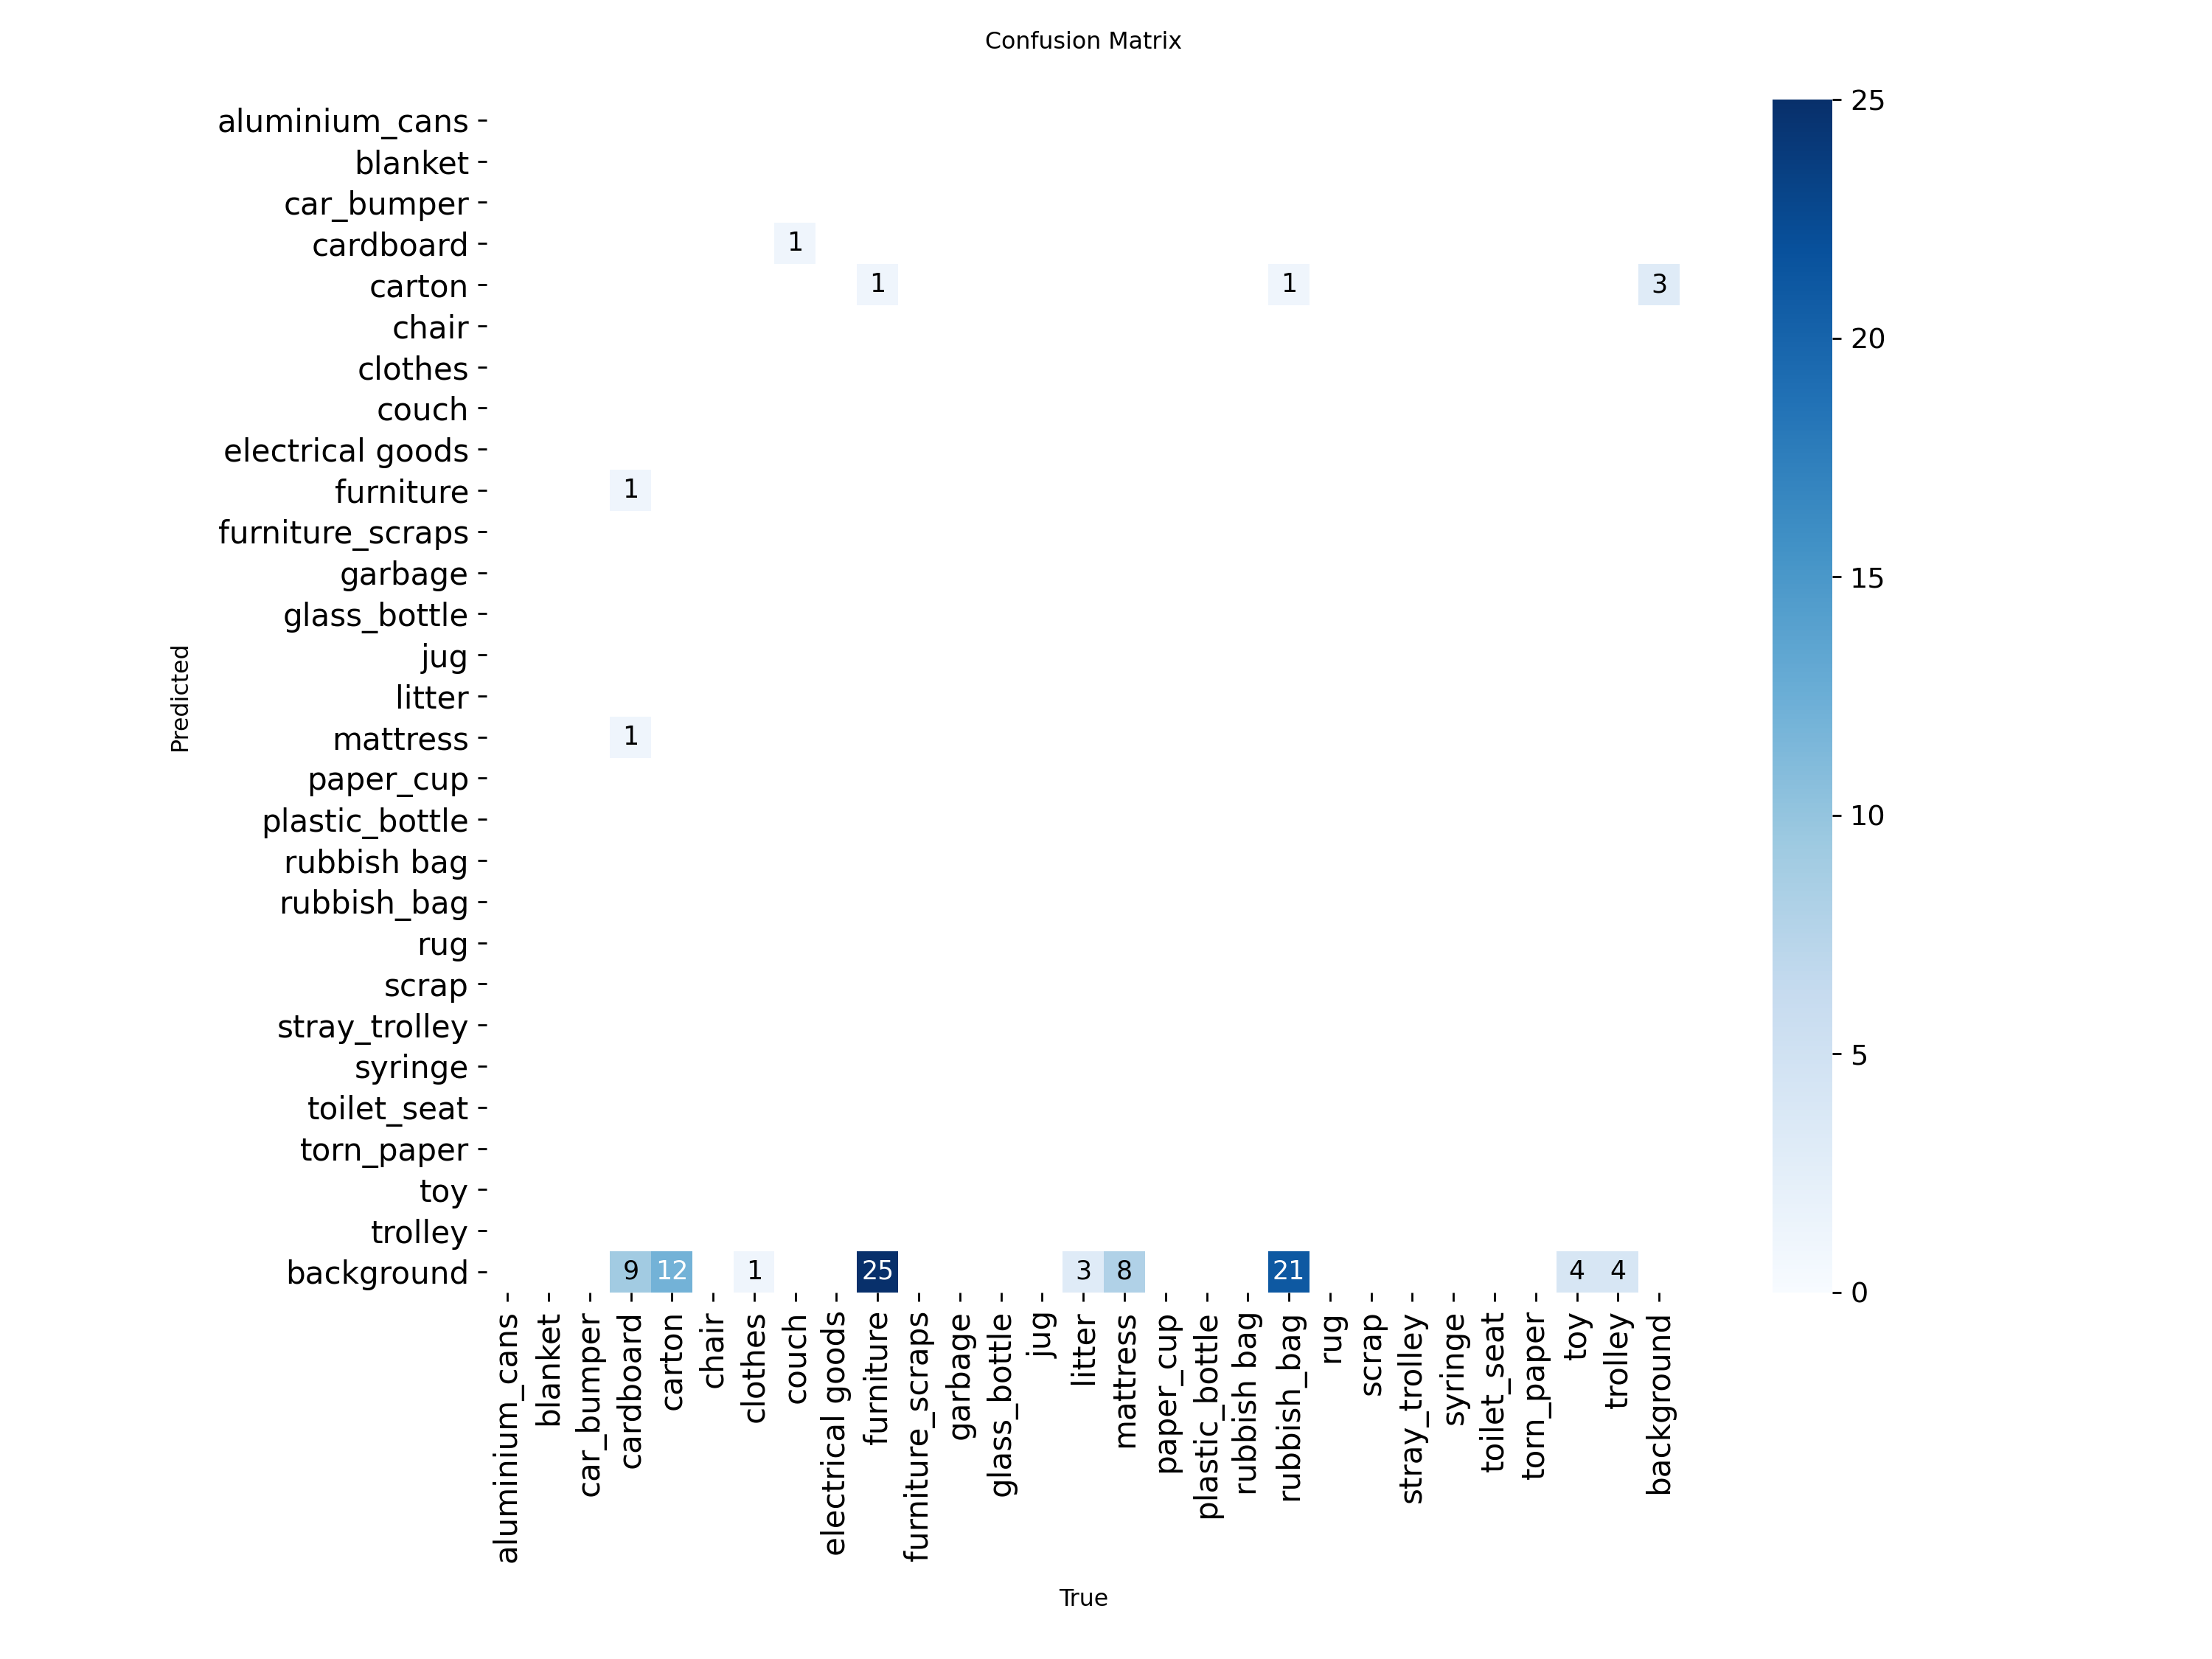 Confusion Matrix
aluminium_cans
blanket
car_bumper
cardboard 1
carton 1 1 3
chair
clothes
couch
electrical goods
furniture 1
furniture_scraps
garbage
glass_bottle
jug
litter
mattress 1
paper_cup
plastic_bottle
rubbish bag
rubbish_bag
rug
scrap
stray_trolley
syringe
toilet_seat
torn_paper
toy
trolley
background 9 12 1 25 3 8 21 4 4
Predicted
aluminium_cans
blanket
car_bumper
cardboard
carton
chair
clothes
couch
electrical goods
furniture
furniture_scraps
garbage
glass_bottle
jug
litter
mattress
paper_cup
plastic_bottle
rubbish bag
rubbish_bag
rug
scrap
stray_trolley
syringe
toilet_seat
torn_paper
toy
trolley
background
True
25
20
15
10
5
0